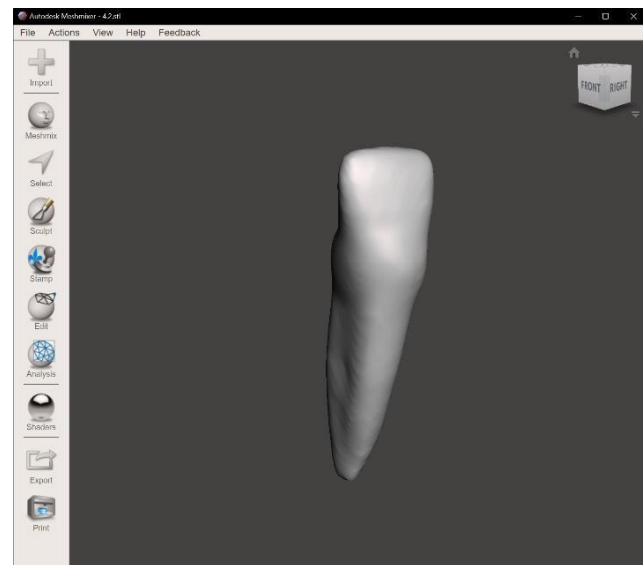 Autodesk Meshmixer - 4.2.stl
File Actions View Help Feedback
Import
Meshmix
Select
Sculpt
Stamp
Edit
Analysis
Shaders
Export
Print
FRONT RIGHT